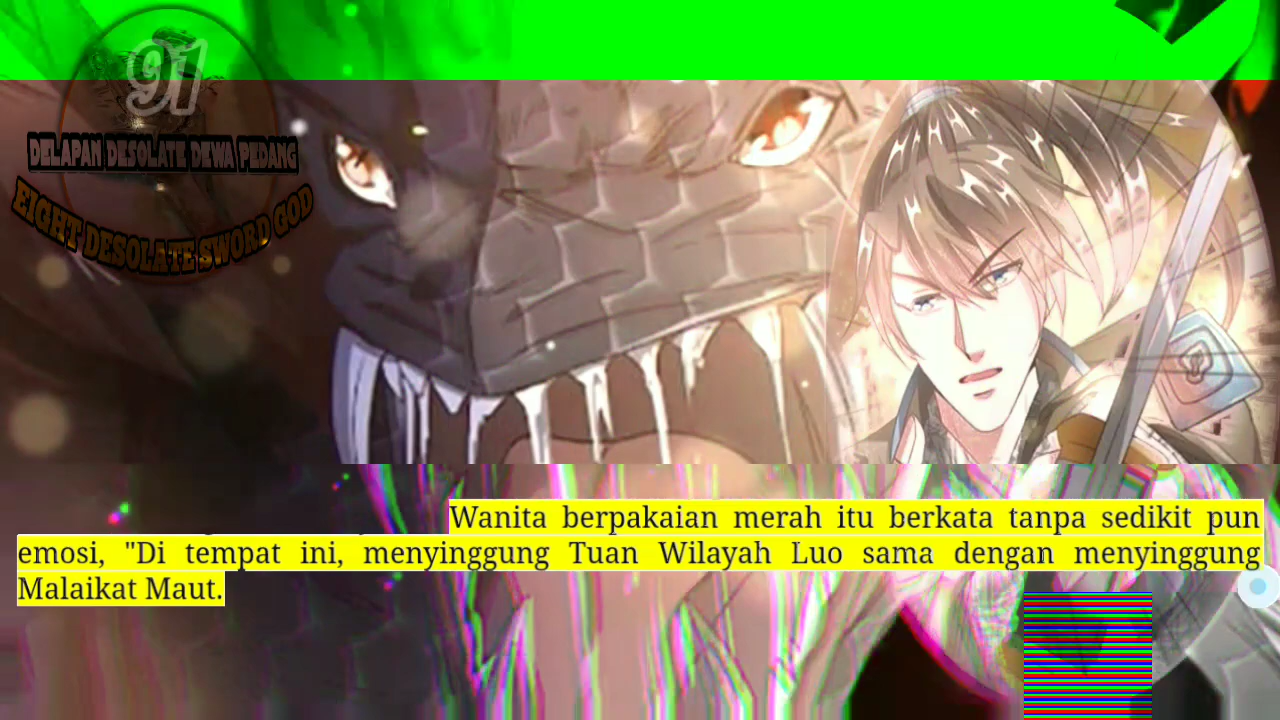 91
DELAPAN DESOLATE DEWA PEDANG
EIGHT DESOLATE SWORD GOD
Wanita berpakaian merah itu berkata tanpa sedikit pun
emosi, "Di tempat ini, menyinggung Tuan Wilayah Luo sama dengan menyinggung
Malaikat Maut.